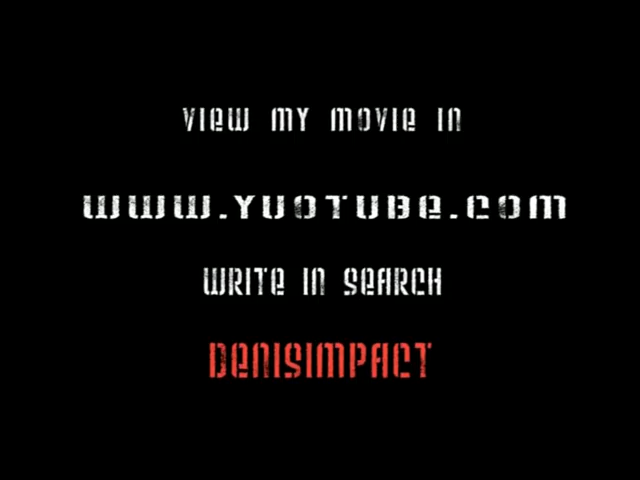 VIEW MY MOVIE IN
WWW.YUOTUBE.COM
WRITE IN SEARCH
DENISIMPACT